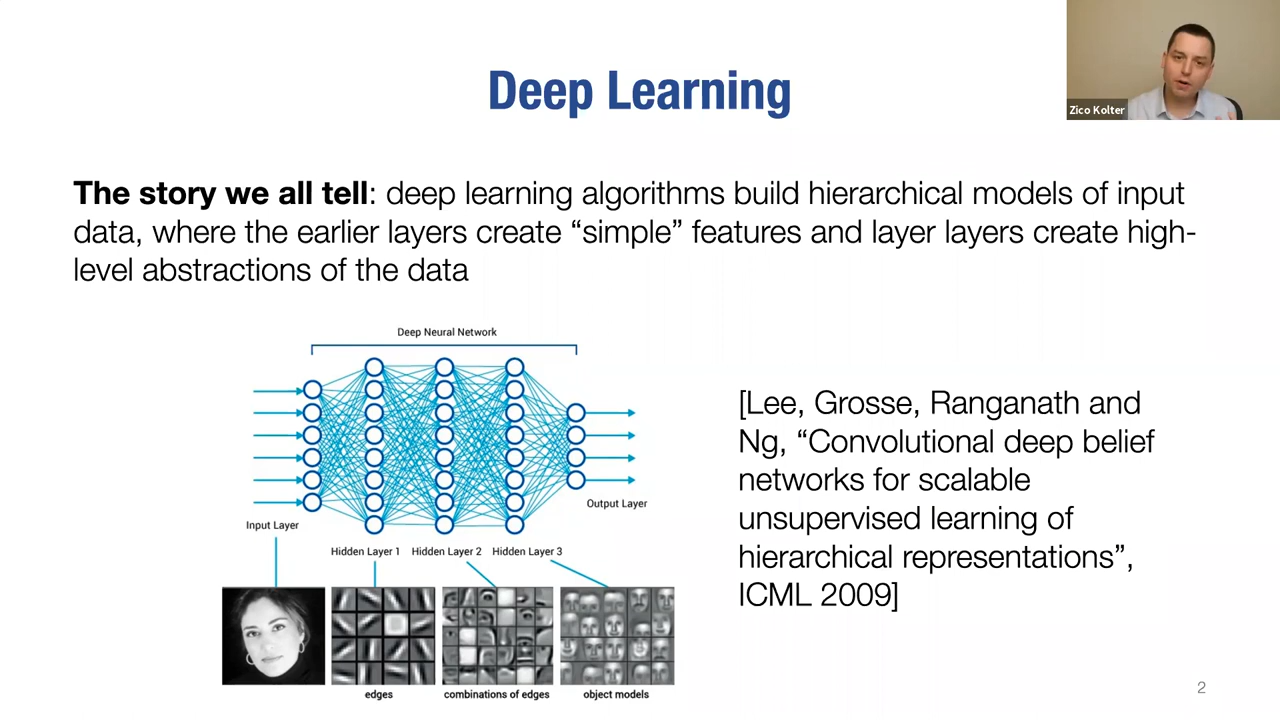 Deep Learning
Zico Kolter
The story we all tell: deep learning algorithms build hierarchical models of input
data, where the earlier layers create “simple” features and layer layers create high-
level abstractions of the data
Deep Neural Network
Input Layer
Output Layer
Hidden Layer 1 Hidden Layer 2 Hidden Layer 3
edges
combinations of edges
object models
[Lee, Grosse, Ranganath and
Ng, “Convolutional deep belief
networks for scalable
unsupervised learning of
hierarchical representations”,
ICML 2009]
2